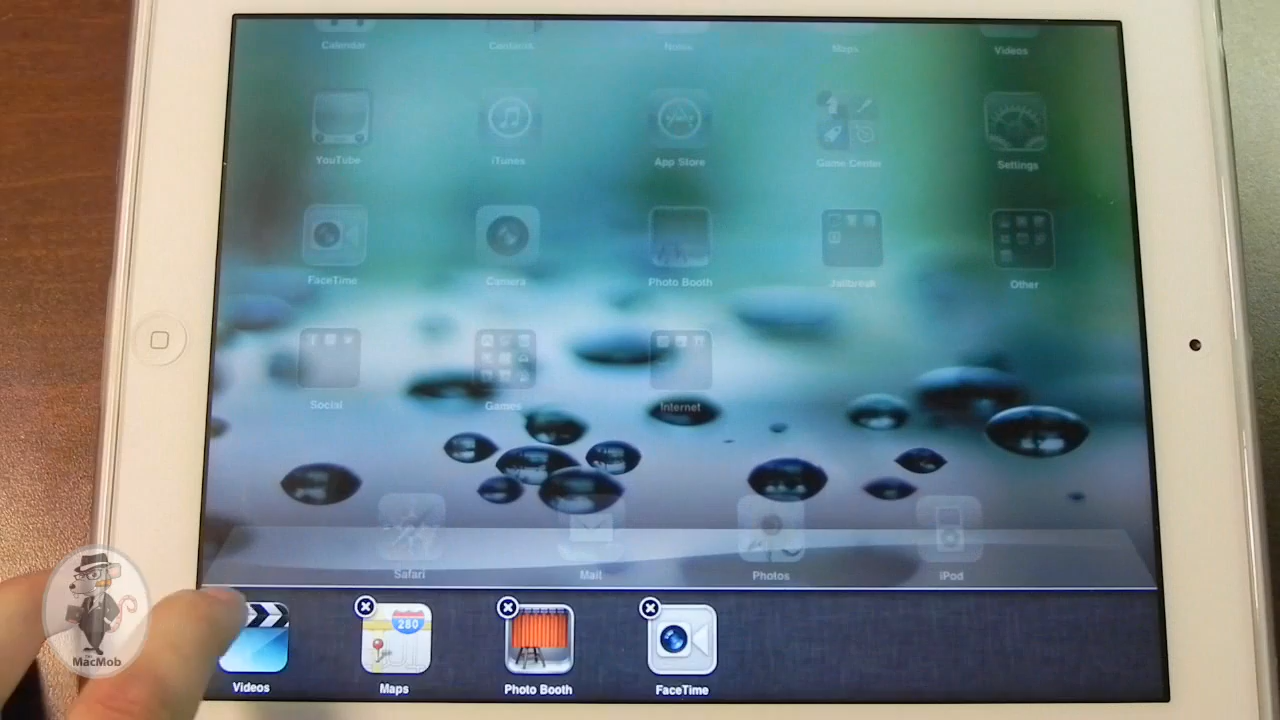 Calendar Contacts Notes Maps Videos
YouTube iTunes App Store Game Center Settings
FaceTime Camera Photo Booth Jailbreak Other
Social Games Internet
Safari Mail Photos iPod
280
Videos Maps Photo Booth FaceTime
THE
MacMob